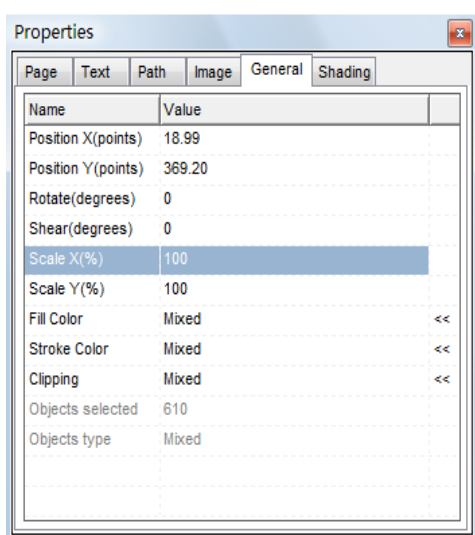 Properties
Page Text Path Image General Shading
Name Value
Position X(points) 18.99
Position Y(points) 369.20
Rotate(degrees) 0
Shear(degrees) 0
Scale X(%) 100
Scale Y(%) 100
Fill Color Mixed <<
Stroke Color Mixed <<
Clipping Mixed <<
Objects selected 610
Objects type Mixed